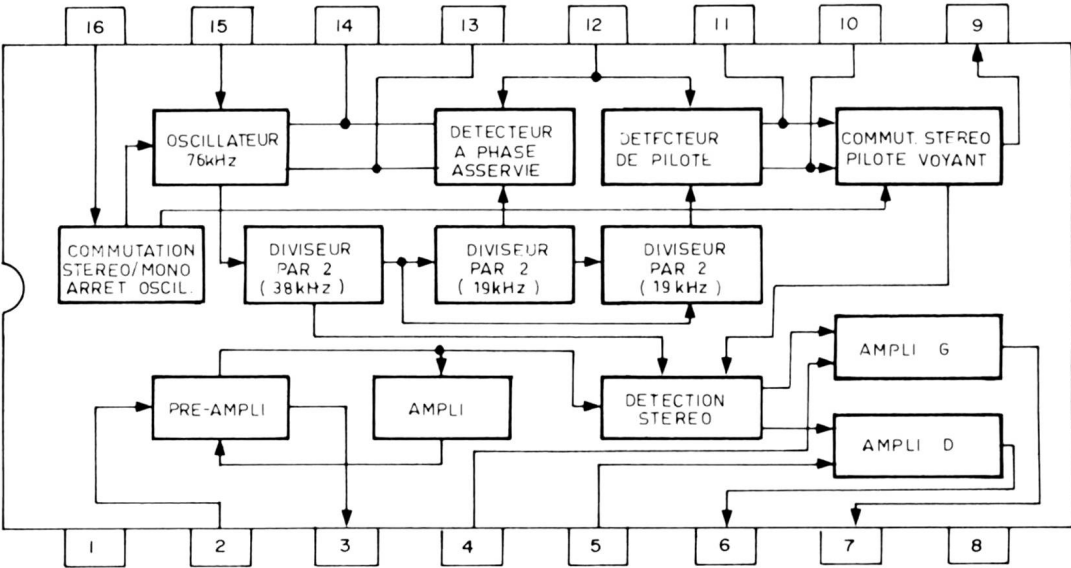 16 15 14 13 12 11 10 9
OSCILLATEUR
76kHz
DETECTEUR
A PHASE
ASSERVIE
DETECTEUR
DE PILOTE
COMMUT. STEREO
PILOTE VOYANT
COMMUTATION
STEREO/MONO
ARRET OSCIL.
DIVISEUR
PAR 2
(38kHz)
DIVISEUR
PAR 2
(19kHz)
DIVISEUR
PAR 2
(19kHz)
AMPLI G
PRE-AMPLI
AMPLI
DETECTION
STEREO
AMPLI D
1 2 3 4 5 6 7 8